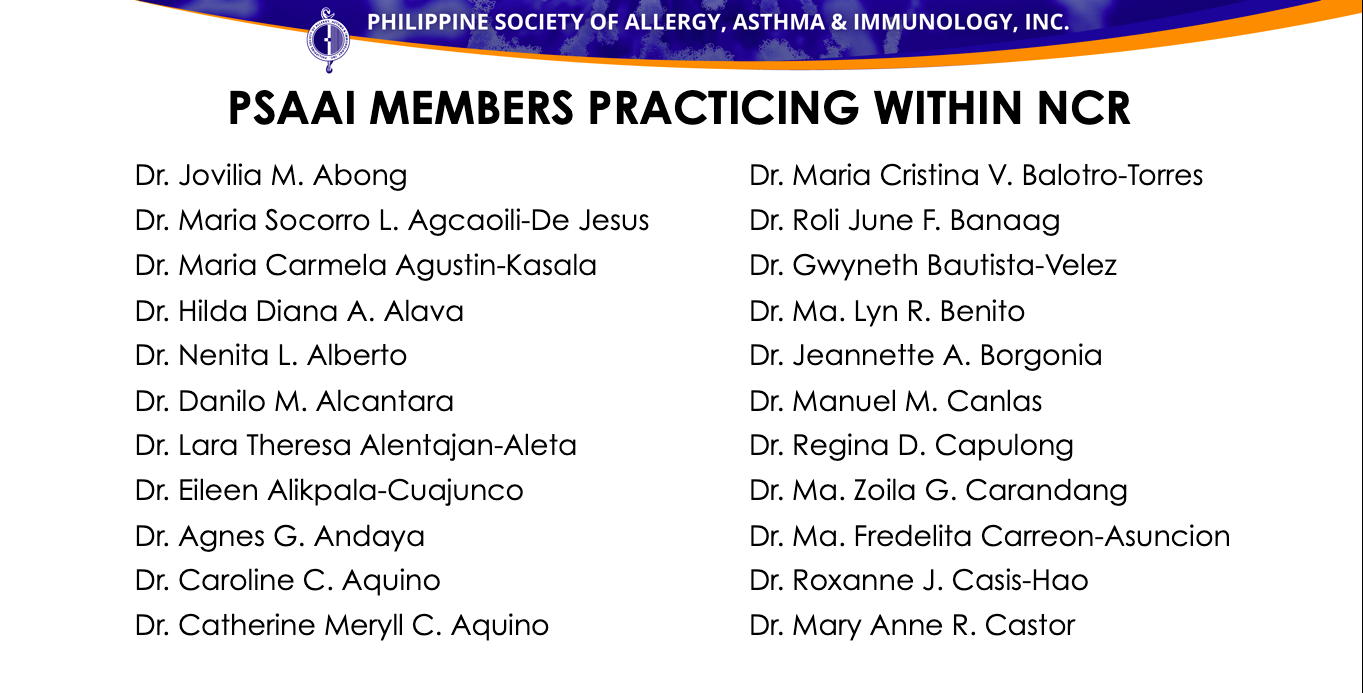 PHILIPPINE SOCIETY OF ALLERGY, ASTHMA & IMMUNOLOGY, INC.
PSAAI MEMBERS PRACTICING WITHIN NCR
Dr. Jovilia M. Abong
Dr. Maria Socorro L. Agcaoili-De Jesus
Dr. Maria Carmela Agustin-Kasala
Dr. Hilda Diana A. Alava
Dr. Nenita L. Alberto
Dr. Danilo M. Alcantara
Dr. Lara Theresa Alentajan-Aleta
Dr. Eileen Alikpala-Cuajunco
Dr. Agnes G. Andaya
Dr. Caroline C. Aquino
Dr. Catherine Meryll C. Aquino
Dr. Maria Cristina V. Balotro-Torres
Dr. Roli June F. Banaag
Dr. Gwyneth Bautista-Velez
Dr. Ma. Lyn R. Benito
Dr. Jeannette A. Borgonia
Dr. Manuel M. Canlas
Dr. Regina D. Capulong
Dr. Ma. Zoila G. Carandang
Dr. Ma. Fredelita Carreon-Asuncion
Dr. Roxanne J. Casis-Hao
Dr. Mary Anne R. Castor